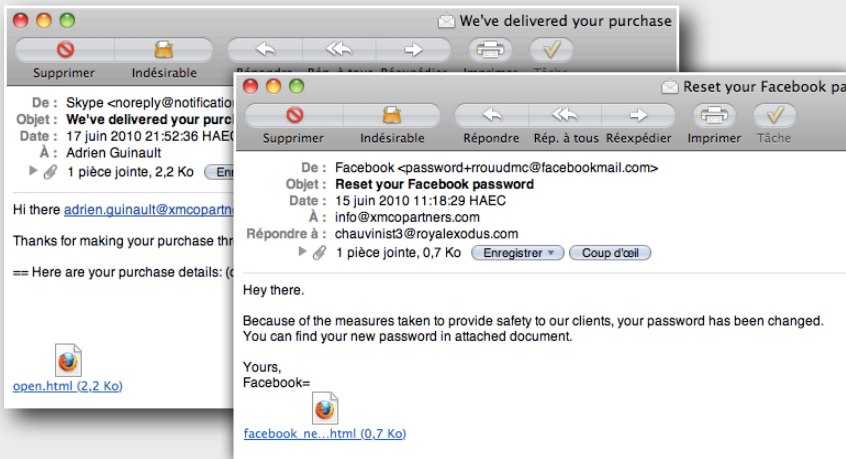 We've delivered your purchase
Supprimer Indésirable
De : Skype <noreply@notification
Objet : We've delivered your purc
Date : 17 juin 2010 21:52:36 HAEC
À : Adrien Guinault
1 pièce jointe, 2,2 Ko
Hi there adrien.guinault@xmcopartn
Thanks for making your purchase thr
== Here are your purchase details: (
open.html (2,2 Ko)
Reset your Facebook pa
Supprimer Indésirable Répondre Rép. à tous Réexpédier Imprimer Tâche
De : Facebook <password+rrouudmc@facebookmail.com>
Objet : Reset your Facebook password
Date : 15 juin 2010 11:18:29 HAEC
À : info@xmcopartners.com
Répondre à : chauvinist3@royalexodus.com
1 pièce jointe, 0,7 Ko Enregistrer Coup d'œil
Hey there.
Because of the measures taken to provide safety to our clients, your password has been changed.
You can find your new password in attached document.
Yours,
Facebook=
facebook_ne...html (0,7 Ko)